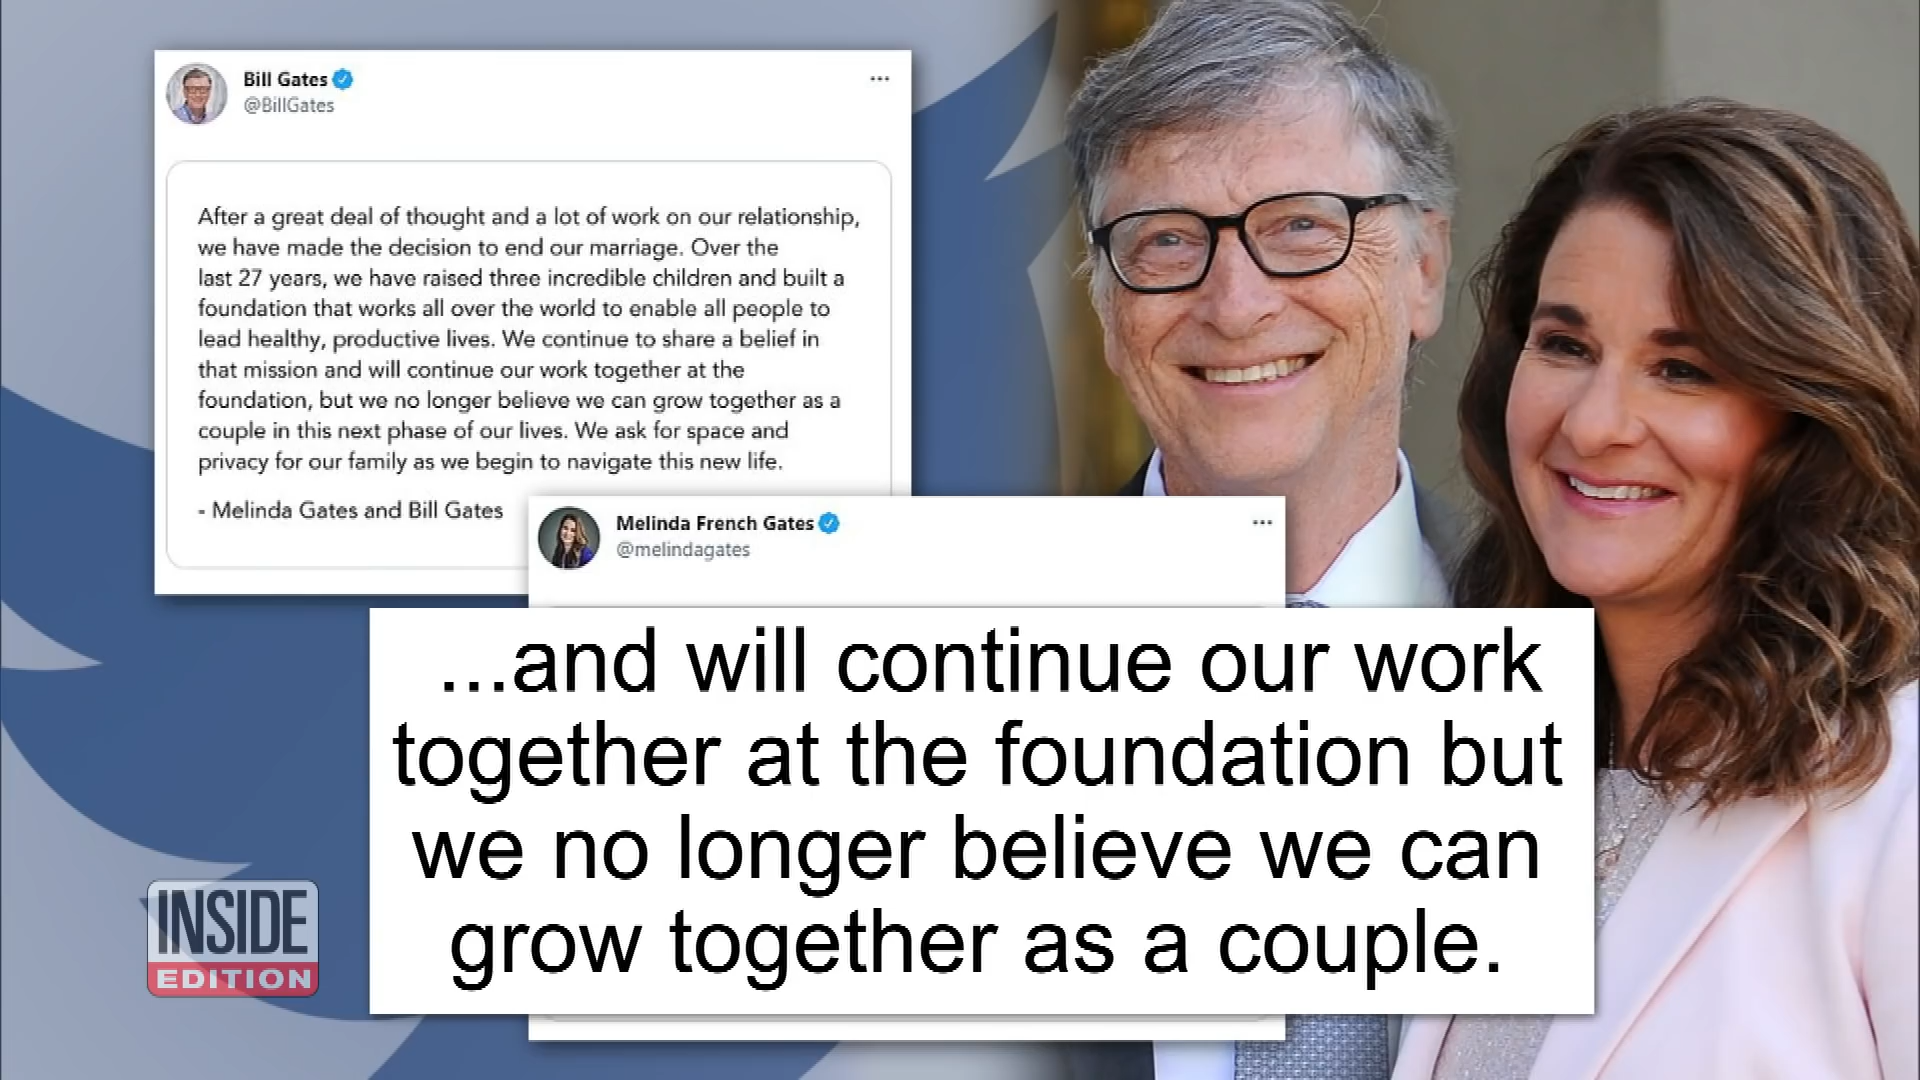 Bill Gates
@BillGates
After a great deal of thought and a lot of work on our relationship,
we have made the decision to end our marriage. Over the
last 27 years, we have raised three incredible children and built a
foundation that works all over the world to enable all people to
lead healthy, productive lives. We continue to share a belief in
that mission and will continue our work together at the
foundation, but we no longer believe we can grow together as a
couple in this next phase of our lives. We ask for space and
privacy for our family as we begin to navigate this new life.
- Melinda Gates and Bill Gates
Melinda French Gates
@melindagates
...and will continue our work
together at the foundation but
we no longer believe we can
grow together as a couple.
INSIDE
EDITION